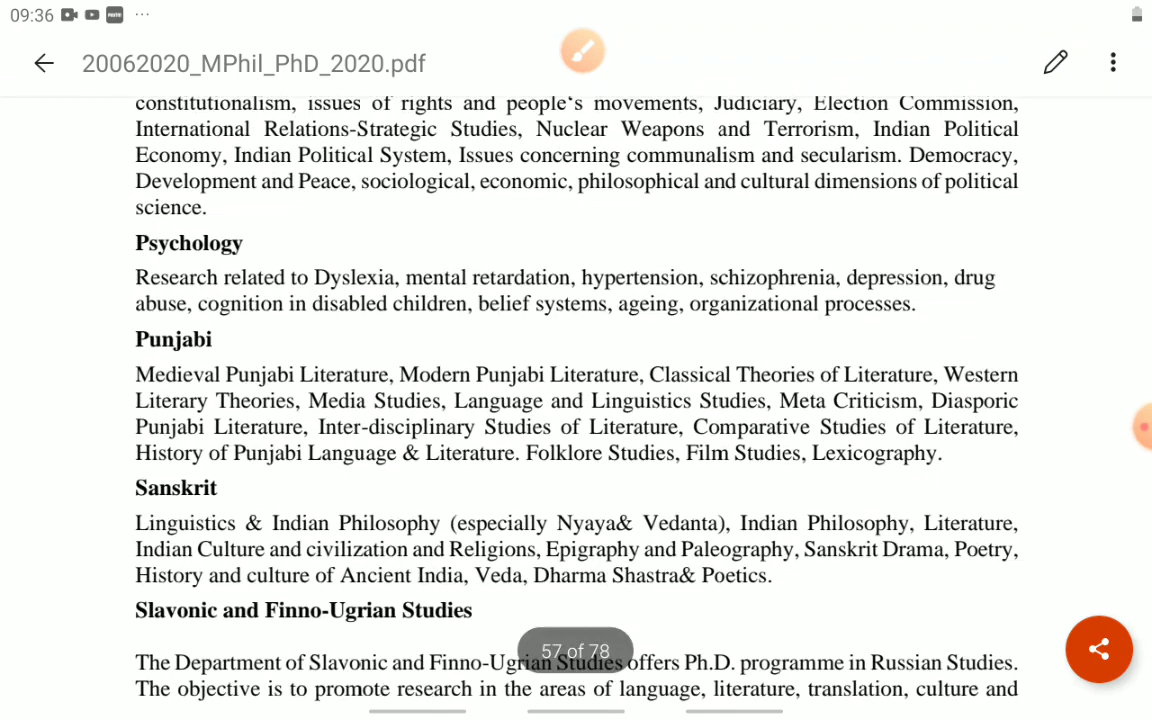 09:36
20062020_MPhil_PhD_2020.pdf
constitutionalism, issues of rights and people‘s movements, Judiciary, Election Commission,
International Relations-Strategic Studies, Nuclear Weapons and Terrorism, Indian Political
Economy, Indian Political System, Issues concerning communalism and secularism. Democracy,
Development and Peace, sociological, economic, philosophical and cultural dimensions of political
science.
Psychology
Research related to Dyslexia, mental retardation, hypertension, schizophrenia, depression, drug
abuse, cognition in disabled children, belief systems, ageing, organizational processes.
Punjabi
Medieval Punjabi Literature, Modern Punjabi Literature, Classical Theories of Literature, Western
Literary Theories, Media Studies, Language and Linguistics Studies, Meta Criticism, Diasporic
Punjabi Literature, Inter-disciplinary Studies of Literature, Comparative Studies of Literature,
History of Punjabi Language & Literature. Folklore Studies, Film Studies, Lexicography.
Sanskrit
Linguistics & Indian Philosophy (especially Nyaya& Vedanta), Indian Philosophy, Literature,
Indian Culture and civilization and Religions, Epigraphy and Paleography, Sanskrit Drama, Poetry,
History and culture of Ancient India, Veda, Dharma Shastra& Poetics.
Slavonic and Finno-Ugrian Studies
57 of 78
The Department of Slavonic and Finno-Ugrian Studies offers Ph.D. programme in Russian Studies.
The objective is to promote research in the areas of language, literature, translation, culture and